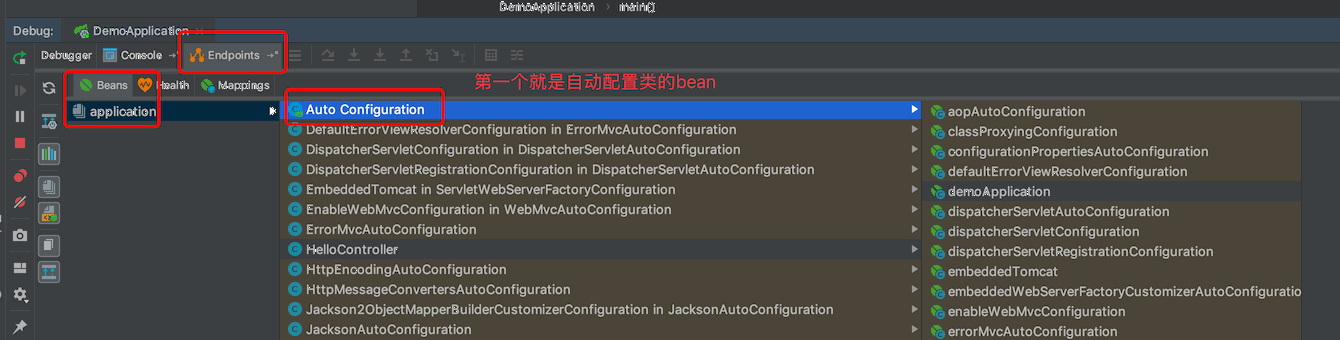 DemoApplication › main()
Debug: DemoApplication ×
Debugger Console Endpoints
Beans Health Mappings 第一个就是自动配置类的bean
application Auto Configuration aopAutoConfiguration
DefaultErrorViewResolverConfiguration in ErrorMvcAutoConfiguration classProxyingConfiguration
DispatcherServletConfiguration in DispatcherServletAutoConfiguration configurationPropertiesAutoConfiguration
DispatcherServletRegistrationConfiguration in DispatcherServletAutoConfiguration defaultErrorViewResolverConfiguration
EmbeddedTomcat in ServletWebServerFactoryConfiguration demoApplication
EnableWebMvcConfiguration in WebMvcAutoConfiguration dispatcherServletAutoConfiguration
ErrorMvcAutoConfiguration dispatcherServletConfiguration
HelloController dispatcherServletRegistrationConfiguration
HttpEncodingAutoConfiguration embeddedTomcat
HttpMessageConvertersAutoConfiguration embeddedWebServerFactoryCustomizerAutoConfiguratio
Jackson2ObjectMapperBuilderCustomizerConfiguration in JacksonAutoConfiguration enableWebMvcConfiguration
JacksonAutoConfiguration errorMvcAutoConfiguration